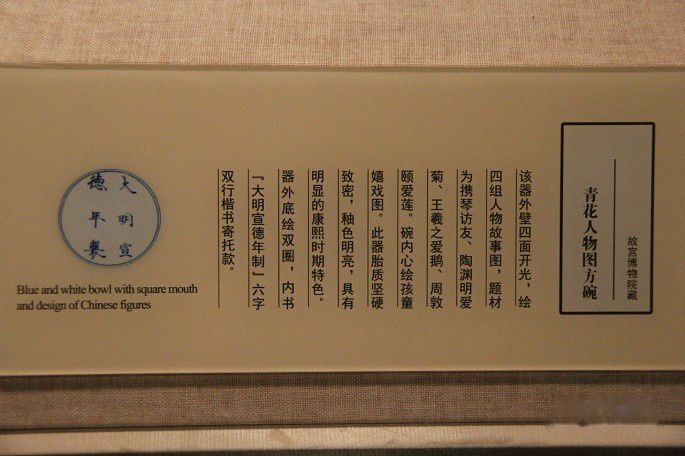 青花人物图方碗
故宫博物院藏
该器外壁四面开光，绘
四组人物故事图，题材
为携琴访友、陶渊明爱
菊、王羲之爱鹅、周敦
颐爱莲。碗内心绘孩童
嬉戏图。此器胎质坚硬
致密，釉色明亮，具有
明显的康熙时期特色。
器外底绘双圈，内书
“大明宣德年制”六字
双行楷书寄托款。
大明宣
德年製
Blue and white bowl with square mouth
and design of Chinese figures